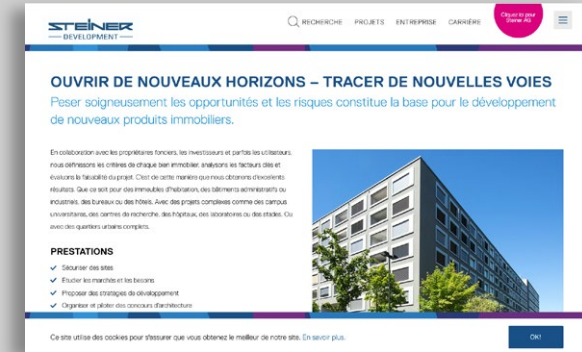 STEINER
DEVELOPMENT
RECHERCHE PROJETS ENTREPRISE CARRIÈRE
Cliquez ici pour
Steiner AG
OUVRIR DE NOUVEAUX HORIZONS – TRACER DE NOUVELLES VOIES
Peser soigneusement les opportunités et les risques constitue la base pour le développement
de nouveaux produits immobiliers.
En collaboration avec les propriétaires fonciers, les investisseurs et parfois les utilisateurs:
nous définissons les critères de chaque bien immobilier, analysons les facteurs clés et
évaluons la faisabilité du projet. C'est de cette manière que nous obtenons d'excellents
résultats. Que ce soit pour des immeubles d'habitation, des bâtiments administratifs ou
industriels, des bureaux ou des hôtels. Avec des projets complexes comme des campus
universitaires, des centres de recherche, des hôpitaux, des laboratoires ou des stades. Ou
avec des quartiers urbains complets.
PRESTATIONS
✓ Sécuriser des sites
✓ Etudier les marchés et les besoins
✓ Proposer des stratégies de développement
✓ Organiser et piloter des concours d'architecture
Ce site utilise des cookies pour s'assurer que vous obtenez le meilleur de notre site. En savoir plus.
OK!